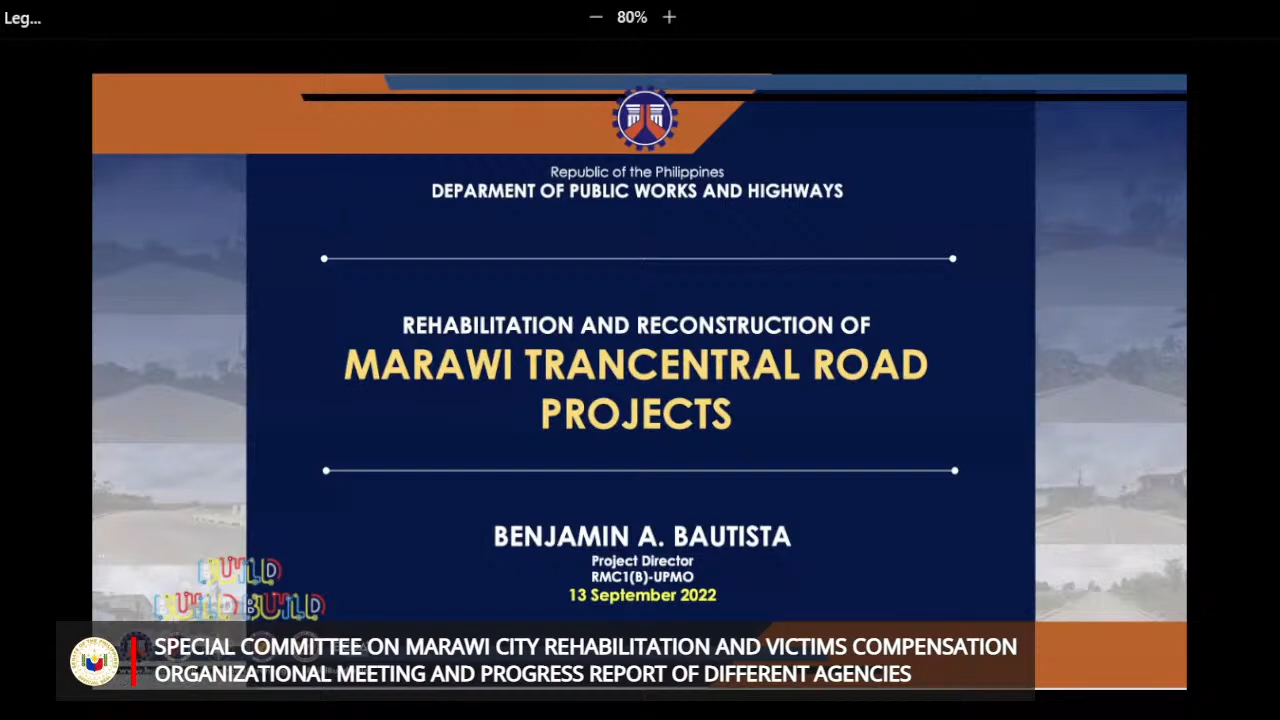 Leg...
80%
Republic of the Philippines
DEPARMENT OF PUBLIC WORKS AND HIGHWAYS
REHABILITATION AND RECONSTRUCTION OF
MARAWI TRANCENTRAL ROAD
PROJECTS
BENJAMIN A. BAUTISTA
Project Director
RMC1(B)-UPMO
13 September 2022
BUILD
BUILD BUILD
SPECIAL COMMITTEE ON MARAWI CITY REHABILITATION AND VICTIMS COMPENSATION
ORGANIZATIONAL MEETING AND PROGRESS REPORT OF DIFFERENT AGENCIES